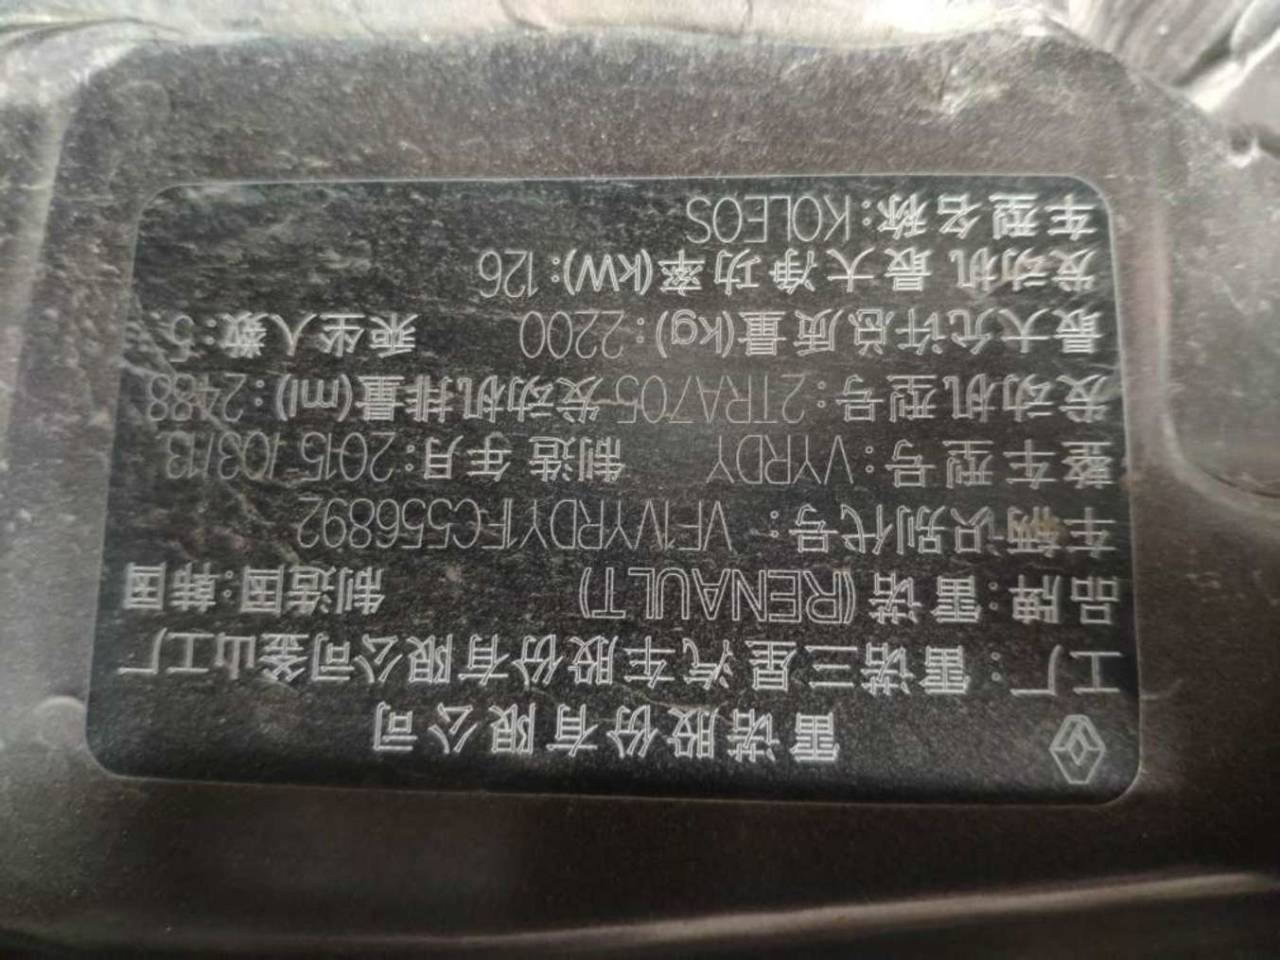 雷诺股份有限公司
工厂:雷诺三星汽车股份有限公司釜山工厂
品牌:雷诺(RENAULT) 制造国:韩国
车辆识别代号: VF1VYRDY1FC556892
整车型号:VYRDY 制造年月:2015 /03/13
发动机型号:2TRA705 发动机排量(ml):2488
最大允许总质量(kg):2200 乘坐人数:5
发动机最大净功率(kW):126
车型名称:KOLEOS